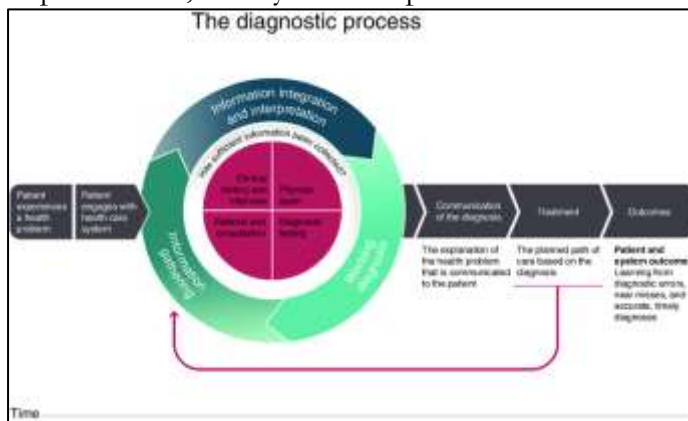 The diagnostic process
Information integration
and interpretation
Has sufficient information been collected?
Clinical
history and
interview
Physical
exam
Referral and
consultation
Diagnostic
testing
Information
gathering
Working
diagnosis
Patient
experiences
a health
problem
Patient
engages with
health care
system
Communication
of the diagnosis
Treatment
Outcomes
The explanation of
the health problem
that is communicated
to the patient
The planned path of
care based on the
diagnosis
Patient and
system outcome
Learning from
diagnostic errors,
near misses, and
accurate, timely
diagnoses
Time